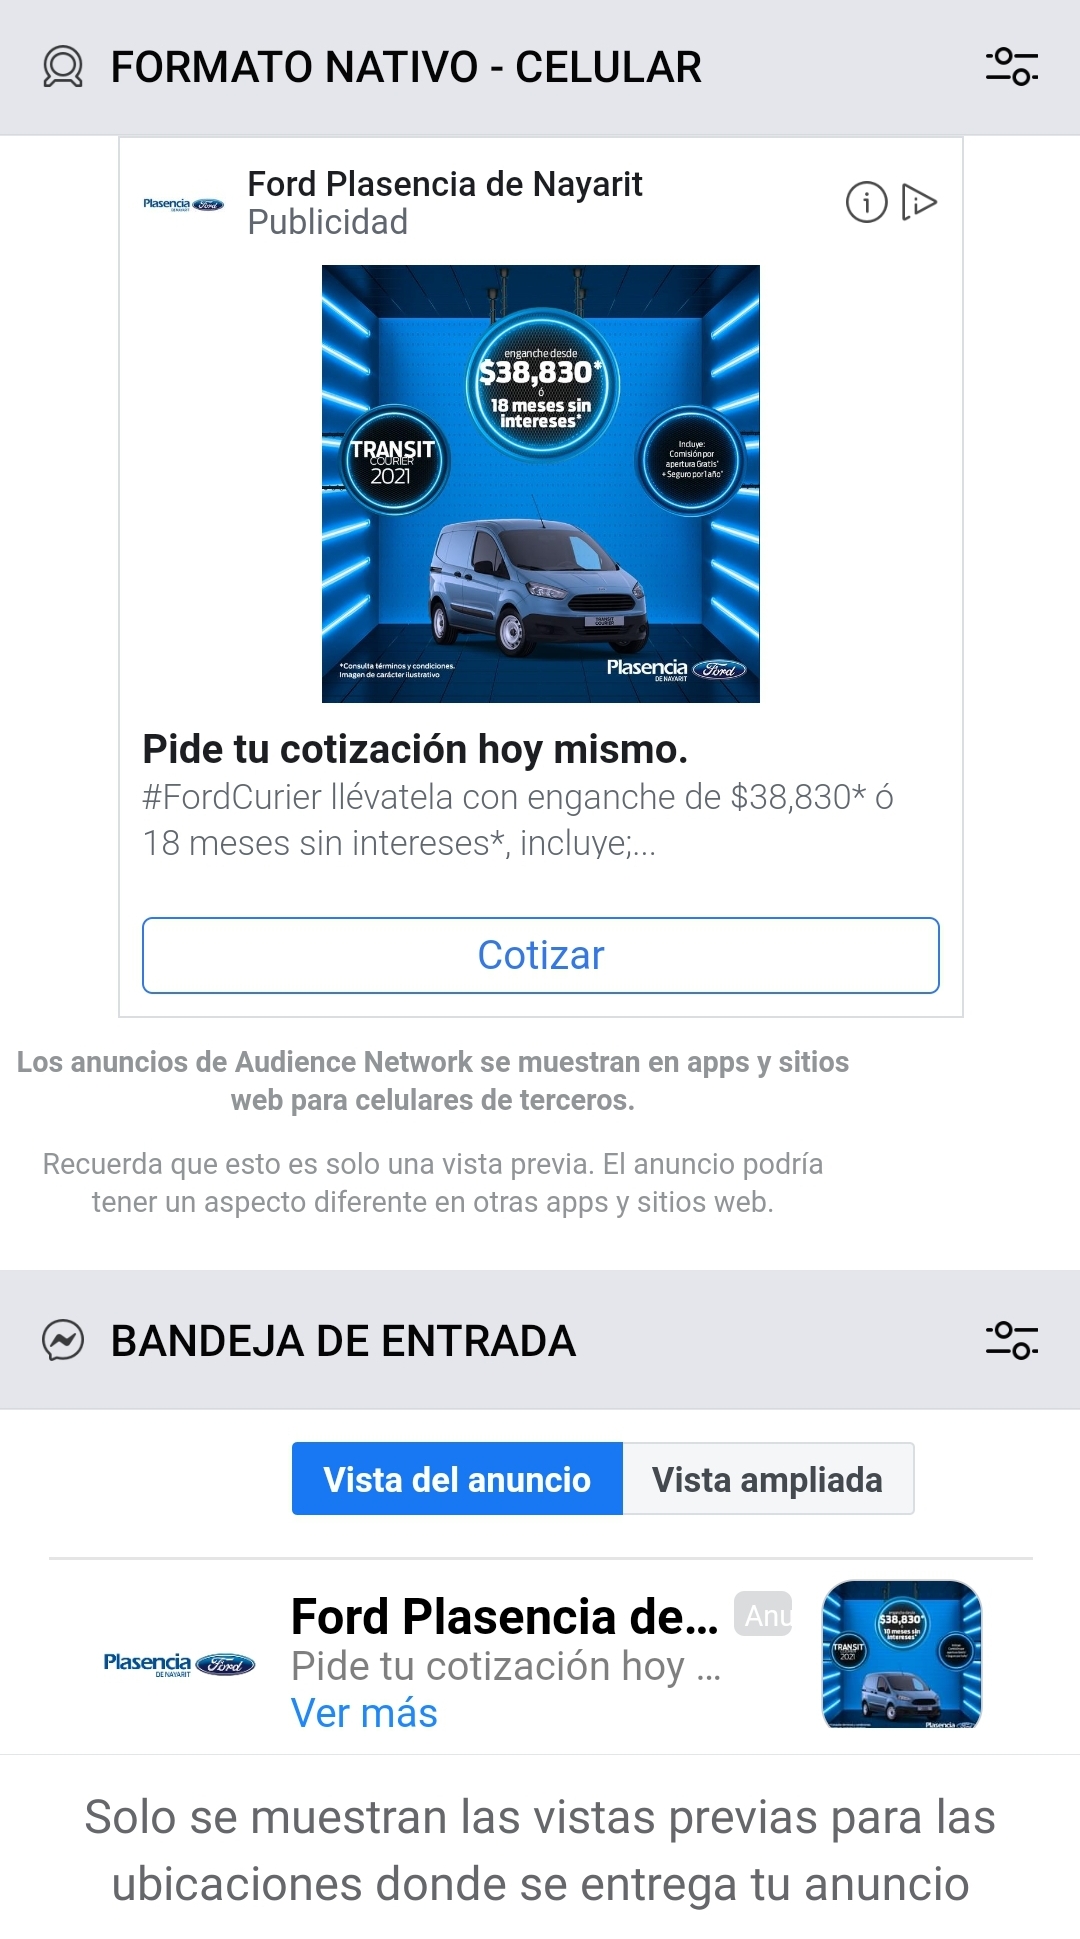 FORMATO NATIVO - CELULAR
Plasencia Ford
DE NAYARIT
Ford Plasencia de Nayarit
Publicidad
enganche desde
$38,830*
ó
18 meses sin
intereses*
TRANSIT
COURIER
2021
Incluye:
Comisión por
apertura Gratis*
+ Seguro por 1 año*
TRANSIT
COURIER
*Consulta términos y condiciones.
Imagen de carácter ilustrativo
Plasencia Ford
DE NAYARIT
Pide tu cotización hoy mismo.
#FordCurier llévatela con enganche de $38,830* ó
18 meses sin intereses*, incluye;...
Cotizar
Los anuncios de Audience Network se muestran en apps y sitios
web para celulares de terceros.
Recuerda que esto es solo una vista previa. El anuncio podría
tener un aspecto diferente en otras apps y sitios web.
BANDEJA DE ENTRADA
Vista del anuncio
Vista ampliada
Plasencia Ford
DE NAYARIT
Ford Plasencia de... Anu
Pide tu cotización hoy ...
Ver más
$38,830*
18 meses sin
intereses*
TRANSIT
2021
Plasencia
Solo se muestran las vistas previas para las
ubicaciones donde se entrega tu anuncio